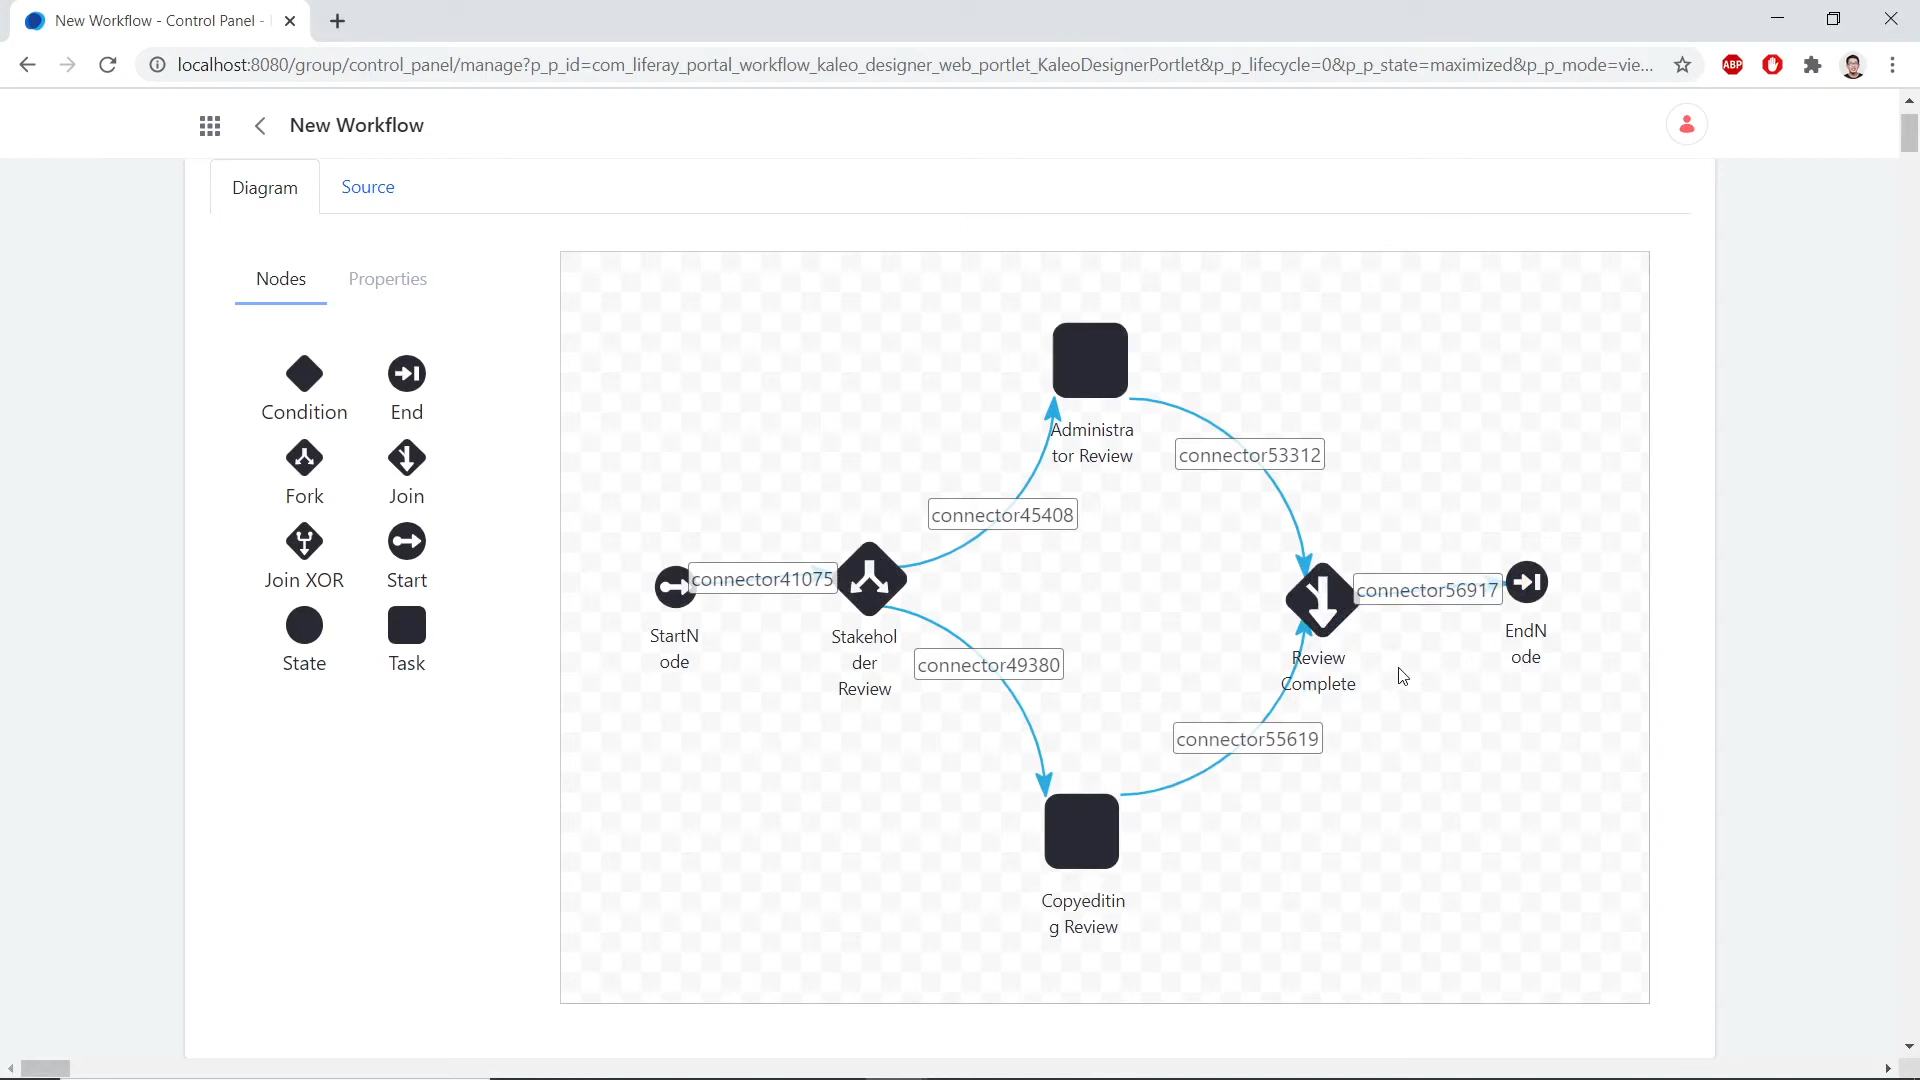 New Workflow - Control Panel -
localhost:8080/group/control_panel/manage?p_p_id=com_liferay_portal_workflow_kaleo_designer_web_portlet_KaleoDesignerPortlet&p_p_lifecycle=0&p_p_state=maximized&p_p_mode=vie...
ABP
New Workflow
Diagram
Source
Nodes
Properties
Condition
End
Fork
Join
Join XOR
Start
State
Task
Administra
tor Review
connector53312
connector45408
connector41075
connector56917
StartN
ode
Stakehol
der
Review
connector49380
Review
Complete
EndN
ode
connector55619
Copyeditin
g Review